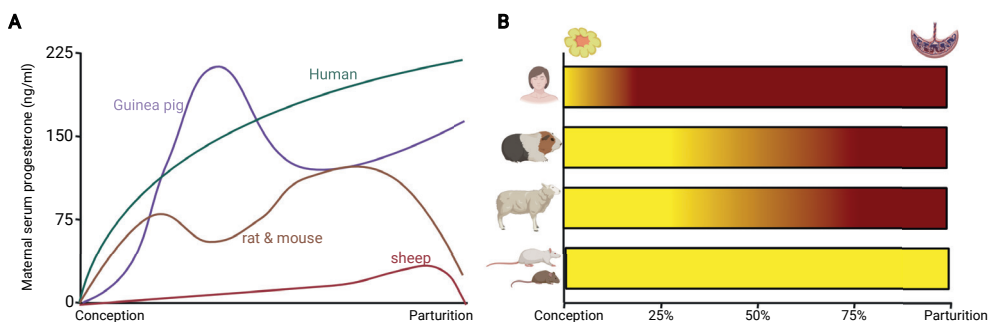 A
Maternal serum progesterone (ng/ml)
225
150
75
0
Human
Guinea pig
rat & mouse
sheep
Conception
Parturition
B
Conception
25%
50%
75%
Parturition